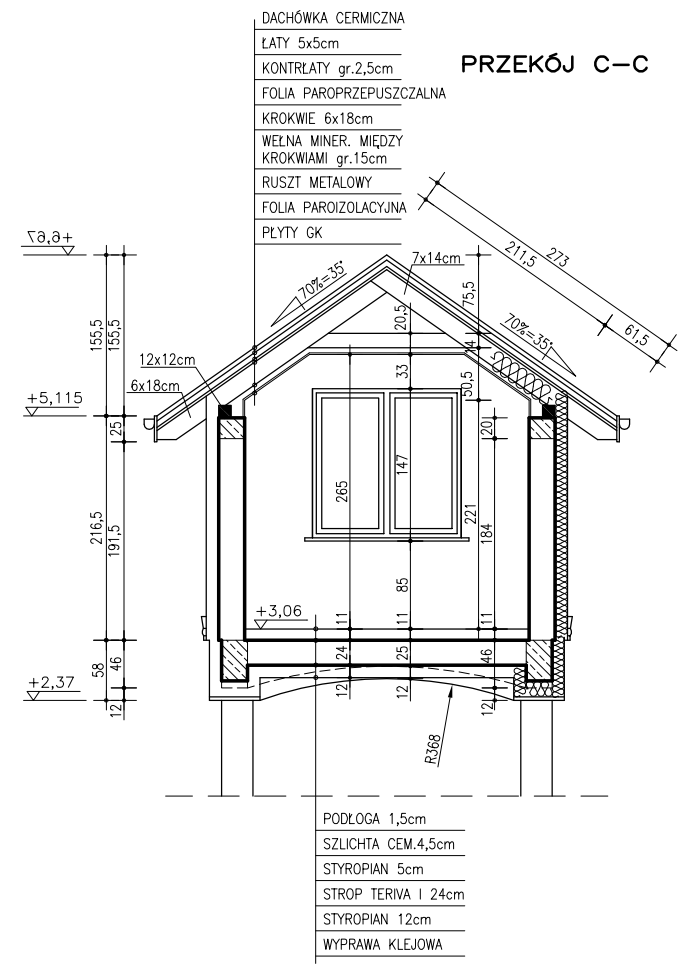 DACHÓWKA CERMICZNA
ŁATY 5x5cm
KONTRŁATY gr.2,5cm
FOLIA PAROPRZEPUSZCZALNA
KROKWIE 6x18cm
WEŁNA MINER. MIĘDZY
KROKWIAMI gr.15cm
RUSZT METALOWY
FOLIA PAROIZOLACYJNA
PŁYTY GK
PRZEKÓJ C–C
273
211,5
61,5
+6,67
7x14cm
70%=35°
70%=35°
75,5
20,5
14
155,5
155,5
12x12cm
6x18cm
33
50,5
+5,115
25
20
265
147
221
184
216,5
191,5
85
+3,06
11
11
11
58
46
24
25
46
+2,37
12
12
12
12
R368
PODŁOGA 1,5cm
SZLICHTA CEM.4,5cm
STYROPIAN 5cm
STROP TERIVA I 24cm
STYROPIAN 12cm
WYPRAWA KLEJOWA